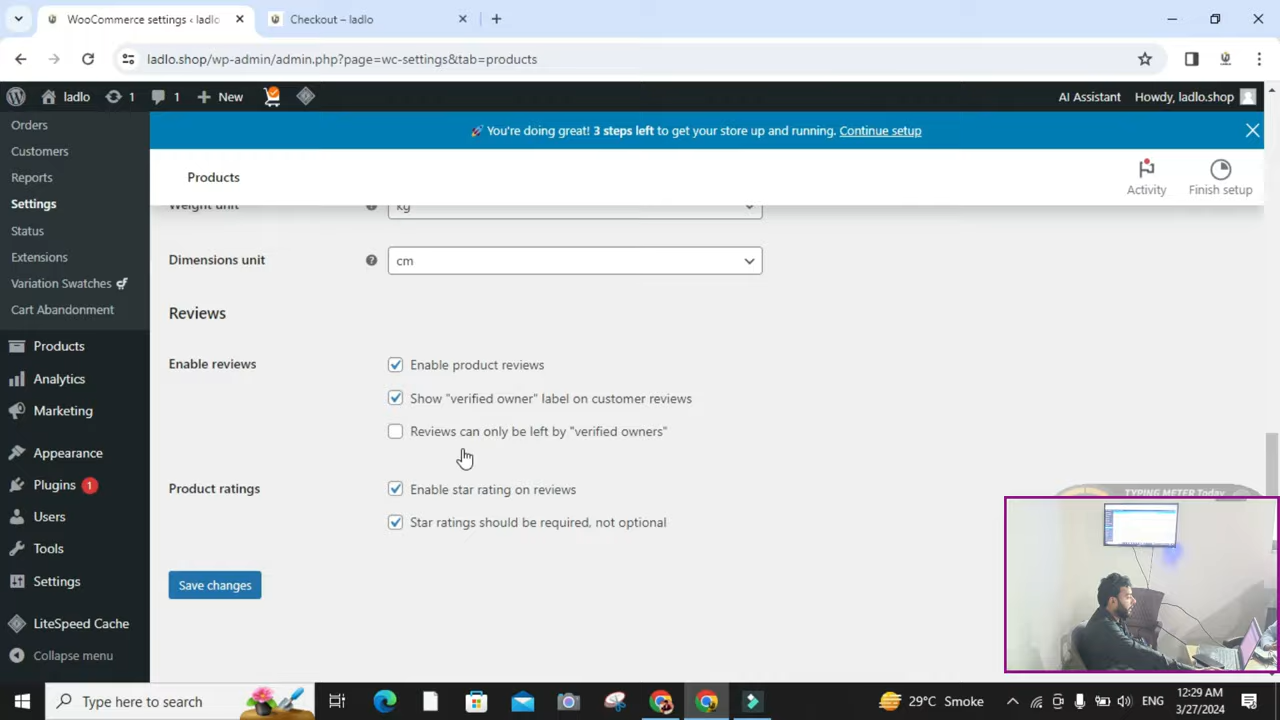 WooCommerce settings ‹ ladlo
Checkout – ladlo
ladlo.shop/wp-admin/admin.php?page=wc-settings&tab=products
ladlo
1
1
New
AI Assistant
Howdy, ladlo.shop
🚀 You're doing great! 3 steps left to get your store up and running. Continue setup
Products
Activity
Finish setup
Orders
Customers
Reports
Settings
Status
Extensions
Variation Swatches
Cart Abandonment
Products
Analytics
Marketing
Appearance
Plugins 1
Users
Tools
Settings
LiteSpeed Cache
Collapse menu
Weight unit
kg
Dimensions unit
cm
Reviews
Enable reviews
Enable product reviews
Show "verified owner" label on customer reviews
Reviews can only be left by "verified owners"
Product ratings
Enable star rating on reviews
Star ratings should be required, not optional
Save changes
TYPING METER Today
Type here to search
29°C Smoke
ENG
12:29 AM
3/27/2024